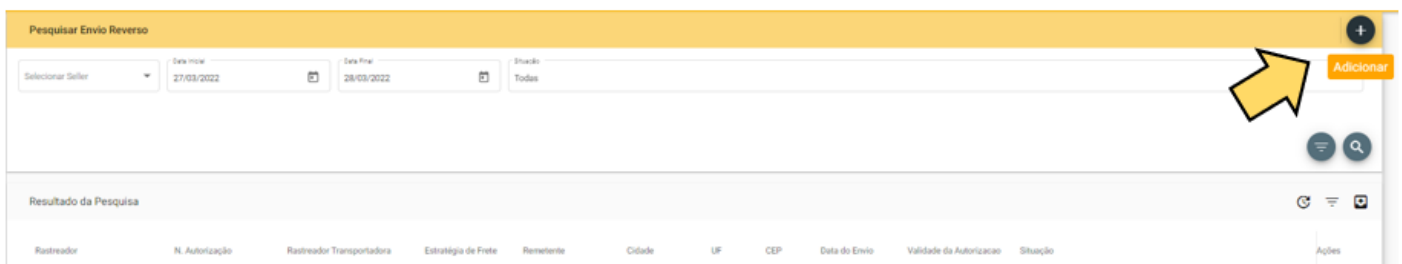 Pesquisar Envio Reverso
Adicionar
Selecionar Seller
Data Inicial
27/03/2022
Data Final
28/03/2022
Situação
Todas
Resultado da Pesquisa
Rastreador N. Autorização Rastreador Transportadora Estratégia de Frete Remetente Cidade UF CEP Data do Envio Validade da Autorizacao Situação Ações